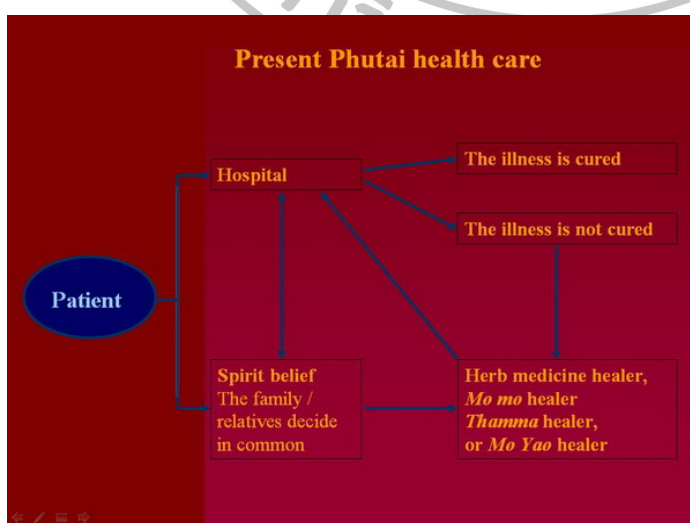 Present Phutai health care
The illness is cured
Hospital
The illness is not cured
Patient
Spirit belief
The family /
relatives decide
in common
Herb medicine healer,
Mo mo healer
Thamma healer,
or Mo Yao healer